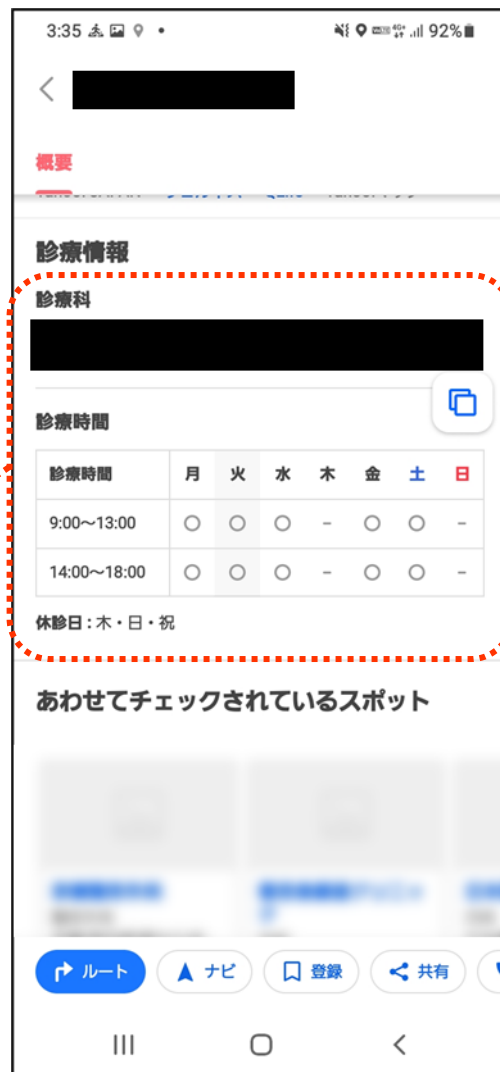 3:35 92%
概要
診療情報
診療科
診療時間
診療時間 月 火 水 木 金 土 日
9:00～13:00 ○ ○ ○ - ○ ○ -
14:00～18:00 ○ ○ ○ - ○ ○ -
休診日：木・日・祝
あわせてチェックされているスポット
ルート ナビ 登録 共有